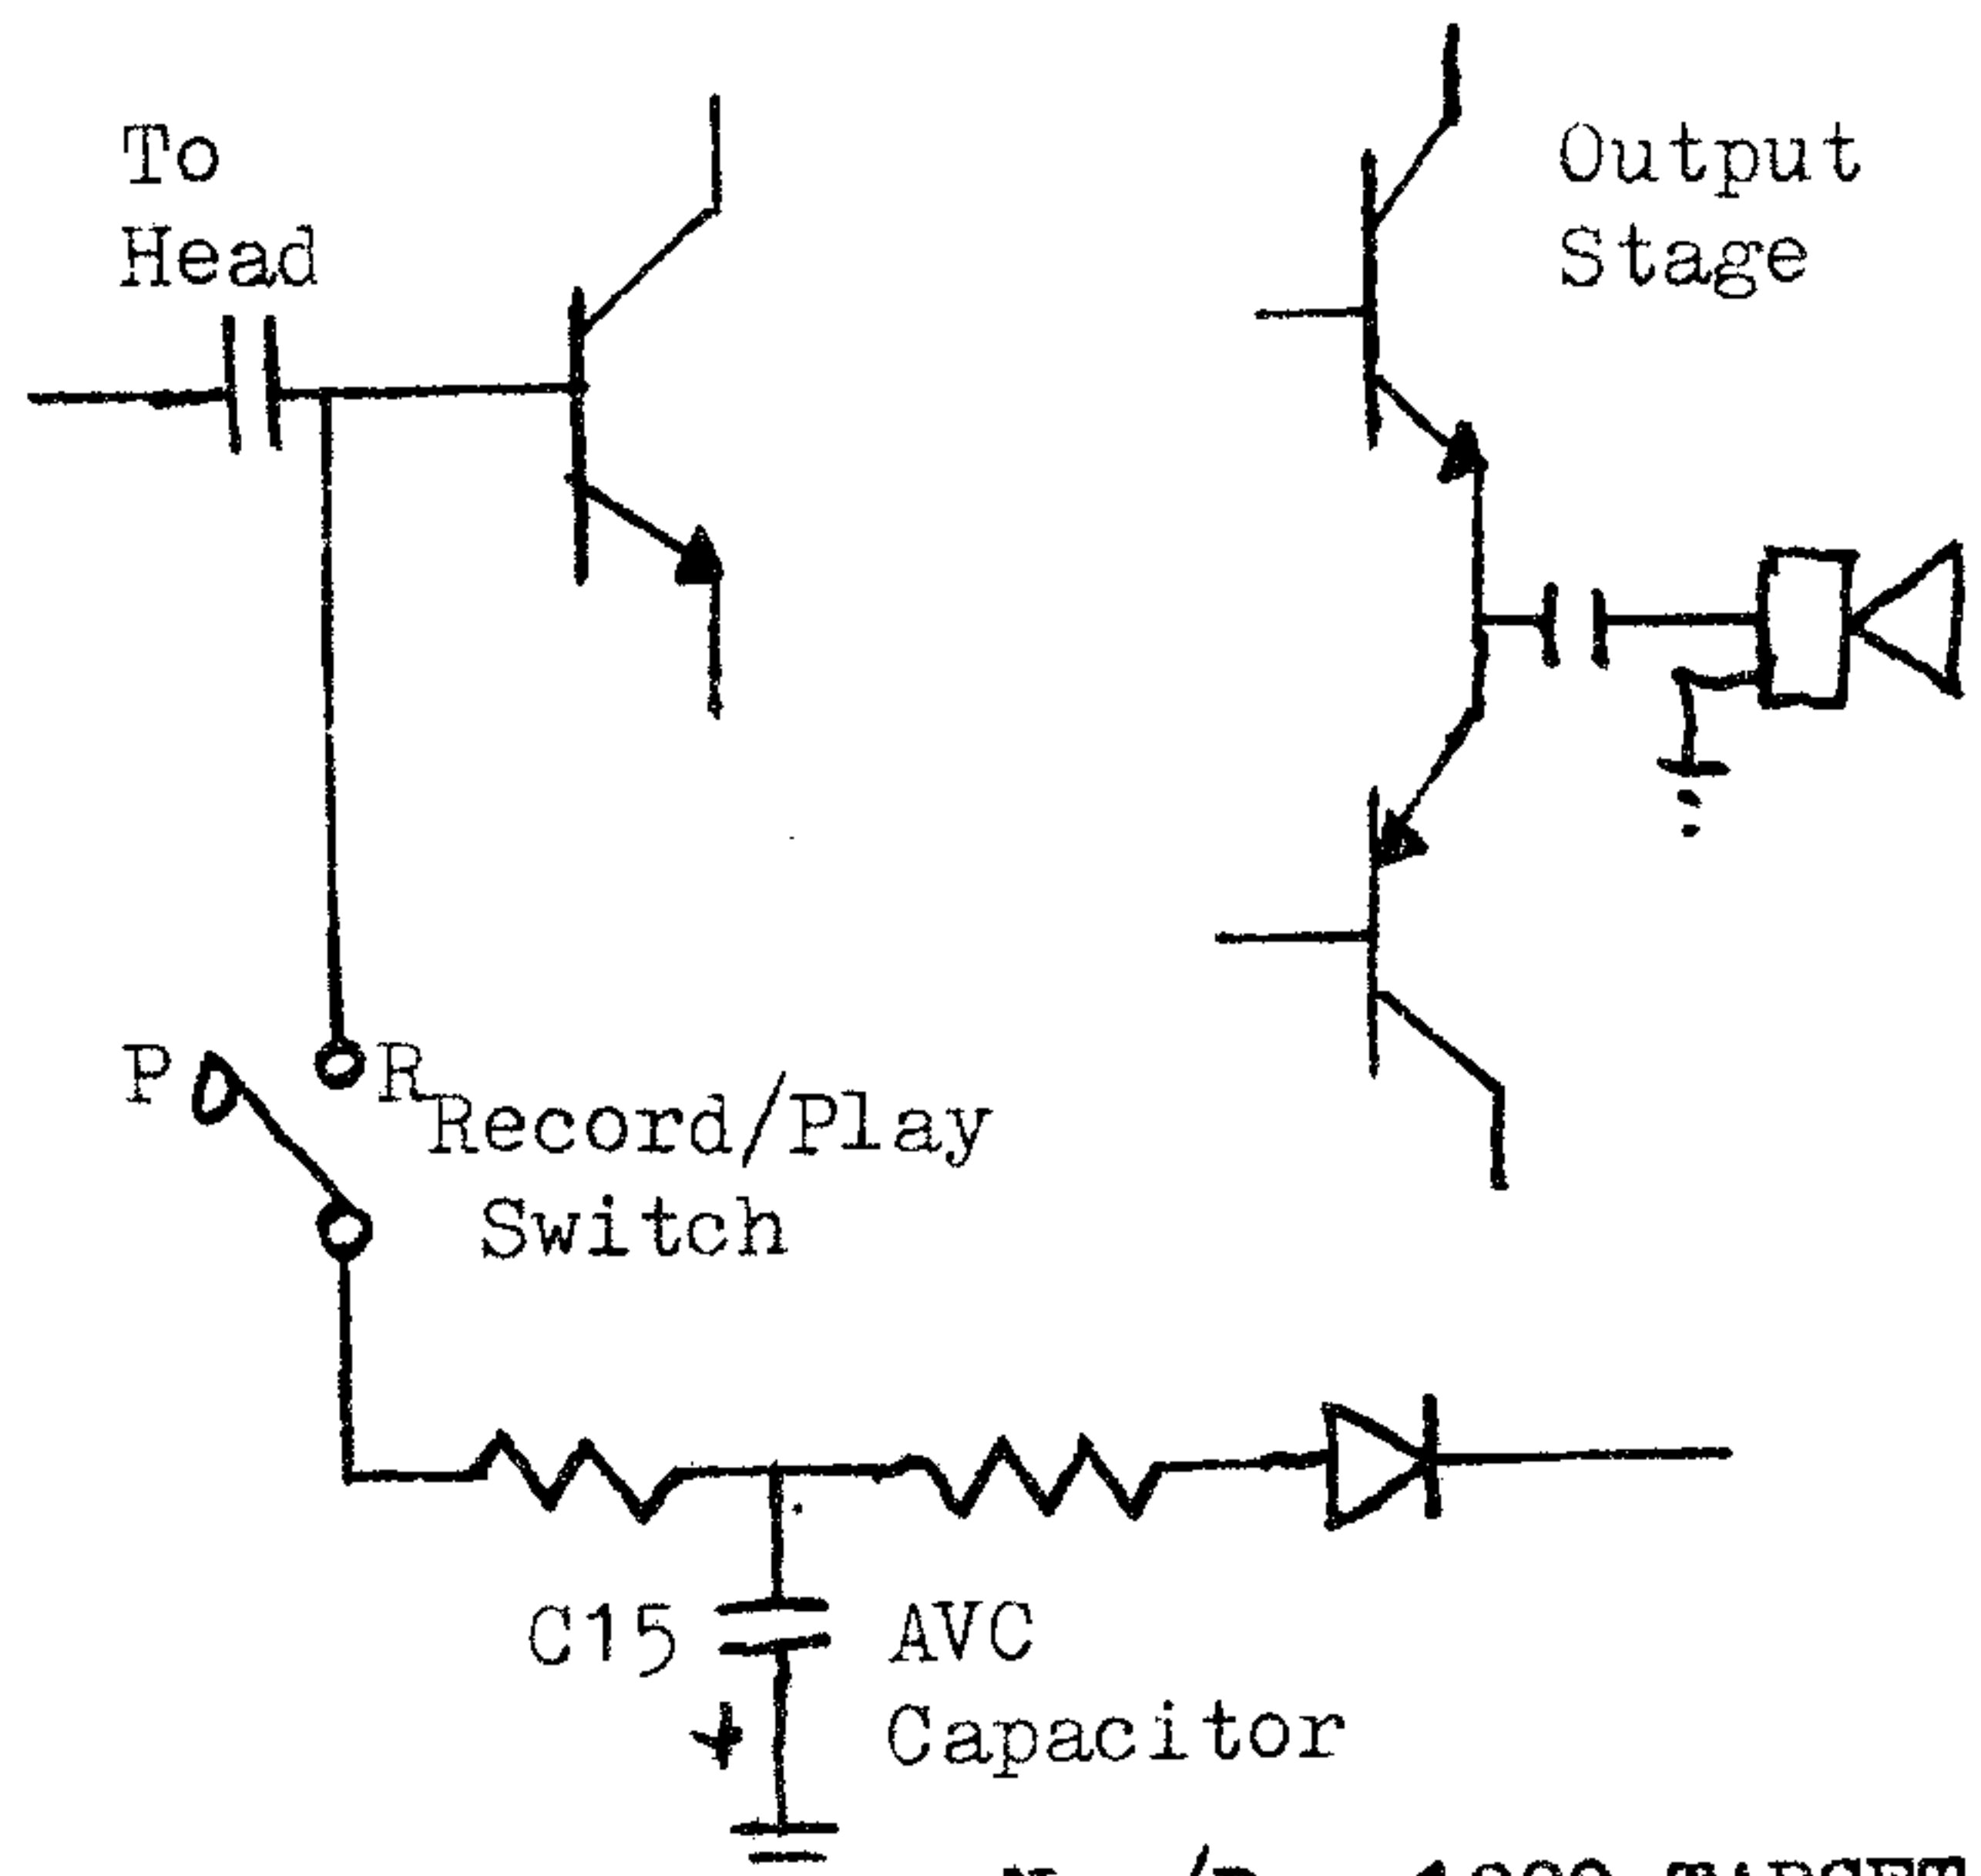 To
Head
Output
Stage
P
R
Record/Play
Switch
C15
AVC
+
Capacitor